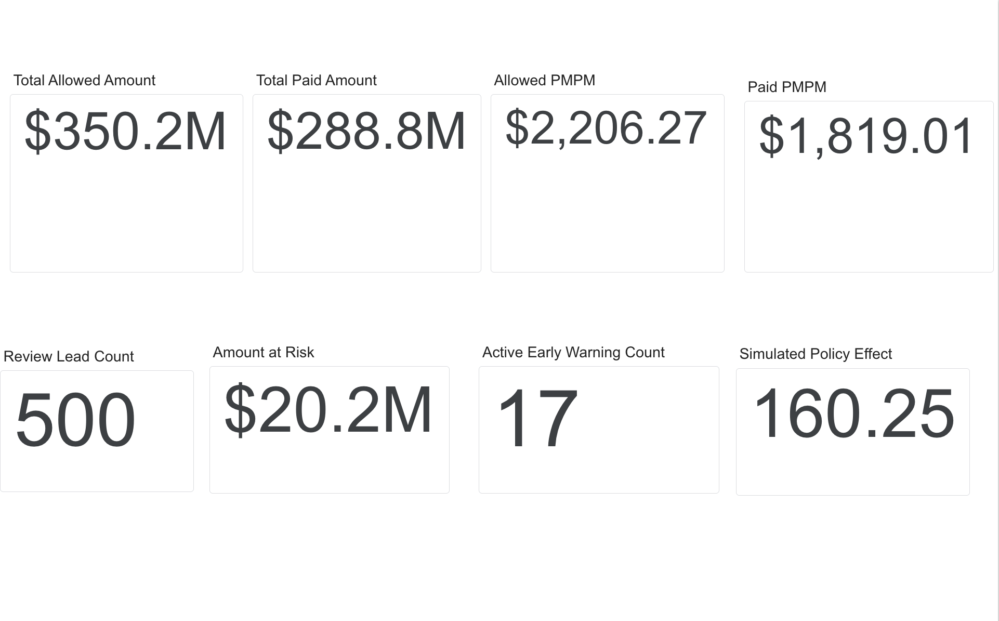 Total Allowed Amount
$350.2M
Total Paid Amount
$288.8M
Allowed PMPM
$2,206.27
Paid PMPM
$1,819.01
Review Lead Count
500
Amount at Risk
$20.2M
Active Early Warning Count
17
Simulated Policy Effect
160.25